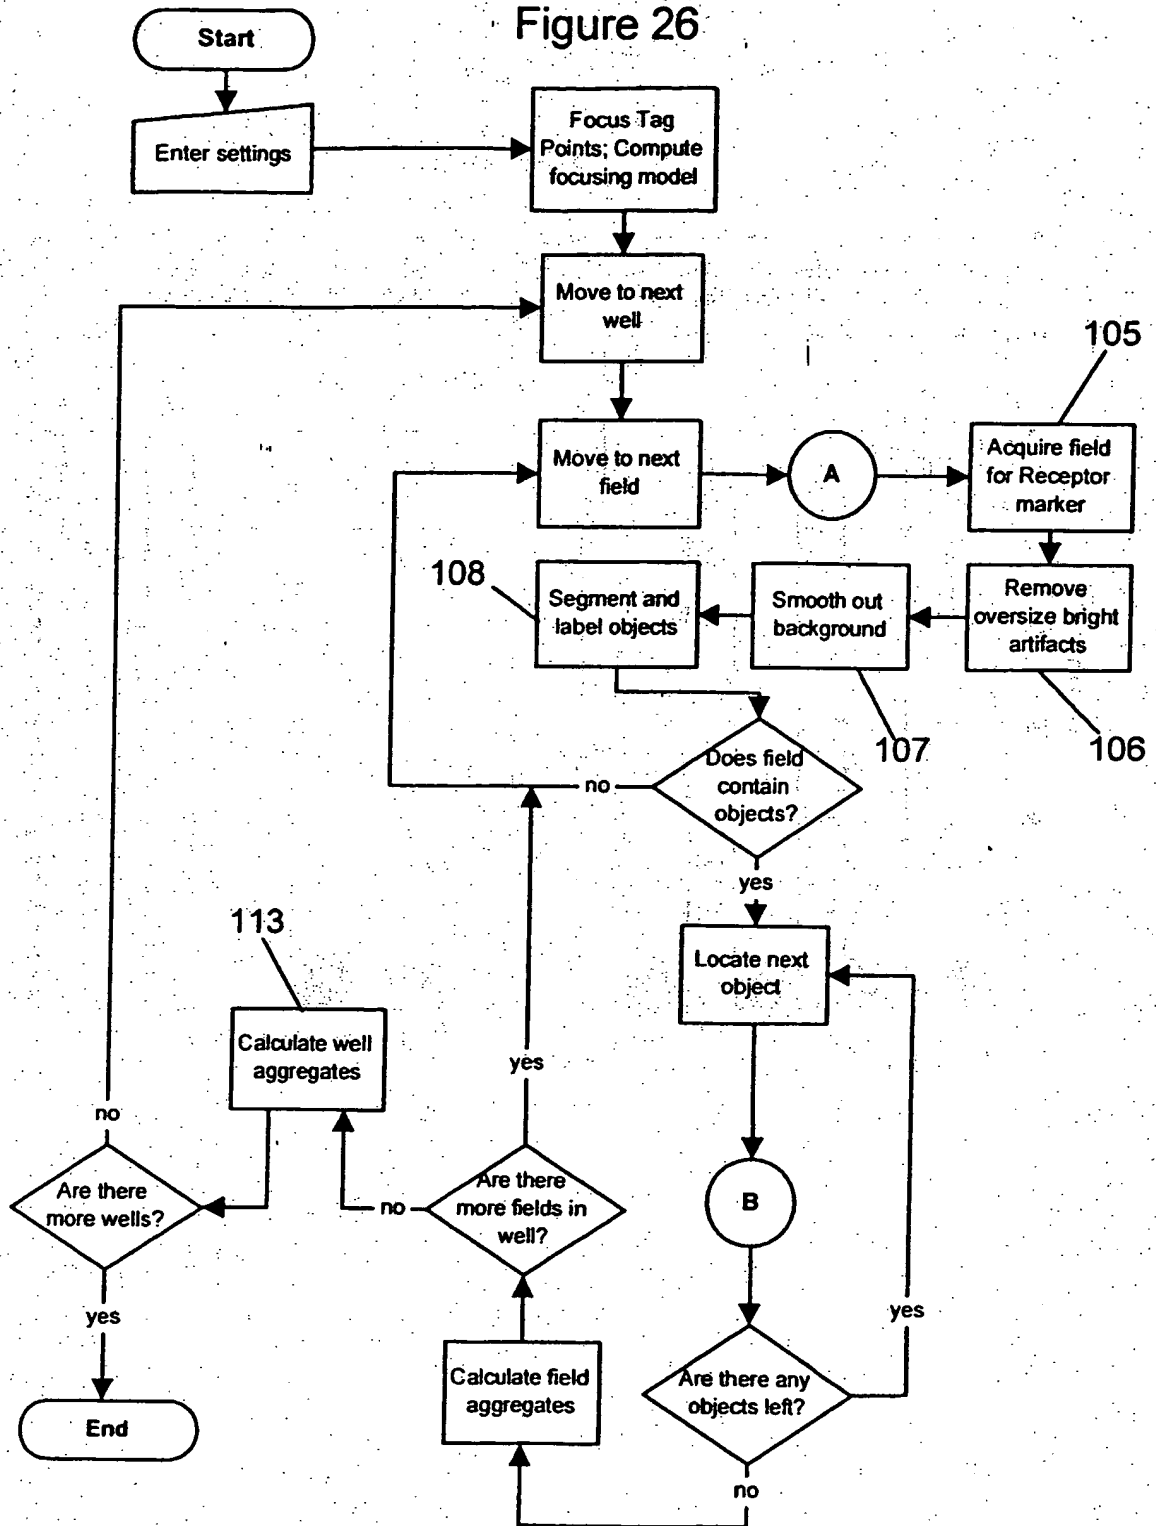 Figure 26
Start
Enter settings
Focus Tag
Points; Compute
focusing model
Move to next
well
105
Move to next
field
A
Acquire field
for Receptor
marker
108
Segment and
label objects
Smooth out
background
Remove
oversize bright
artifacts
107
106
Does field
contain
objects?
no
yes
113
Locate next
object
Calculate well
aggregates
yes
no
Are there
more wells?
no
Are there
more fields in
well?
B
yes
yes
End
Calculate field
aggregates
Are there any
objects left?
no